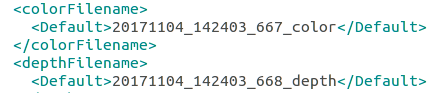 <colorFilename>
<Default>20171104_142403_667_color</Default>
</colorFilename>
<depthFilename>
<Default>20171104_142403_668_depth</Default>